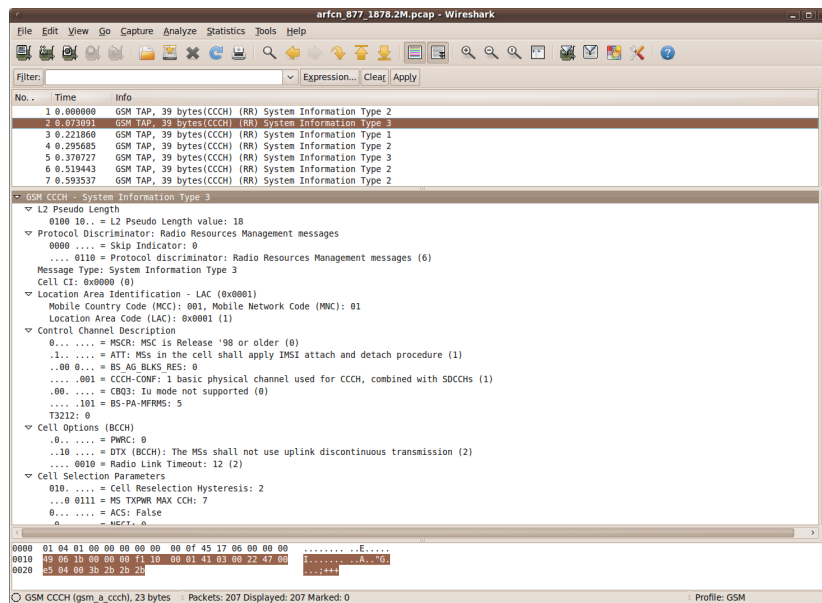 arfcn_877_1878.2M.pcap - Wireshark
File Edit View Go Capture Analyze Statistics Tools Help
Filter: Expression... Clear Apply
No. . Time Info
1 0.000000 GSM TAP, 39 bytes(CCCH) (RR) System Information Type 2
2 0.073091 GSM TAP, 39 bytes(CCCH) (RR) System Information Type 3
3 0.221860 GSM TAP, 39 bytes(CCCH) (RR) System Information Type 1
4 0.295685 GSM TAP, 39 bytes(CCCH) (RR) System Information Type 2
5 0.370727 GSM TAP, 39 bytes(CCCH) (RR) System Information Type 3
6 0.519443 GSM TAP, 39 bytes(CCCH) (RR) System Information Type 2
7 0.593537 GSM TAP, 39 bytes(CCCH) (RR) System Information Type 2
GSM CCCH - System Information Type 3
L2 Pseudo Length
0100 10.. = L2 Pseudo Length value: 18
Protocol Discriminator: Radio Resources Management messages
0000 .... = Skip Indicator: 0
.... 0110 = Protocol discriminator: Radio Resources Management messages (6)
Message Type: System Information Type 3
Cell CI: 0x0000 (0)
Location Area Identification - LAC (0x0001)
Mobile Country Code (MCC): 001, Mobile Network Code (MNC): 01
Location Area Code (LAC): 0x0001 (1)
Control Channel Description
0... .... = MSCR: MSC is Release '98 or older (0)
.1.. .... = ATT: MSs in the cell shall apply IMSI attach and detach procedure (1)
..00 0... = BS_AG_BLKS_RES: 0
.... .001 = CCCH-CONF: 1 basic physical channel used for CCCH, combined with SDCCHs (1)
.00. .... = CBQ3: Iu mode not supported (0)
.... .101 = BS-PA-MFRMS: 5
T3212: 0
Cell Options (BCCH)
.0.. .... = PWRC: 0
..10 .... = DTX (BCCH): The MSs shall not use uplink discontinuous transmission (2)
.... 0010 = Radio Link Timeout: 12 (2)
Cell Selection Parameters
010. .... = Cell Reselection Hysteresis: 2
...0 0111 = MS TXPWR MAX CCH: 7
0... .... = ACS: False
.0.. .... = NECI: 0
0000 01 04 01 00 00 00 00 00 00 0f 45 17 06 00 00 00 ........ ..E.....
0010 49 06 1b 00 00 00 f1 10 00 01 41 03 00 22 47 00 I....... ..A.."G.
0020 e5 04 00 3b 2b 2b 2b ...;+++
GSM CCCH (gsm_a_ccch), 23 bytes Packets: 207 Displayed: 207 Marked: 0 Profile: GSM